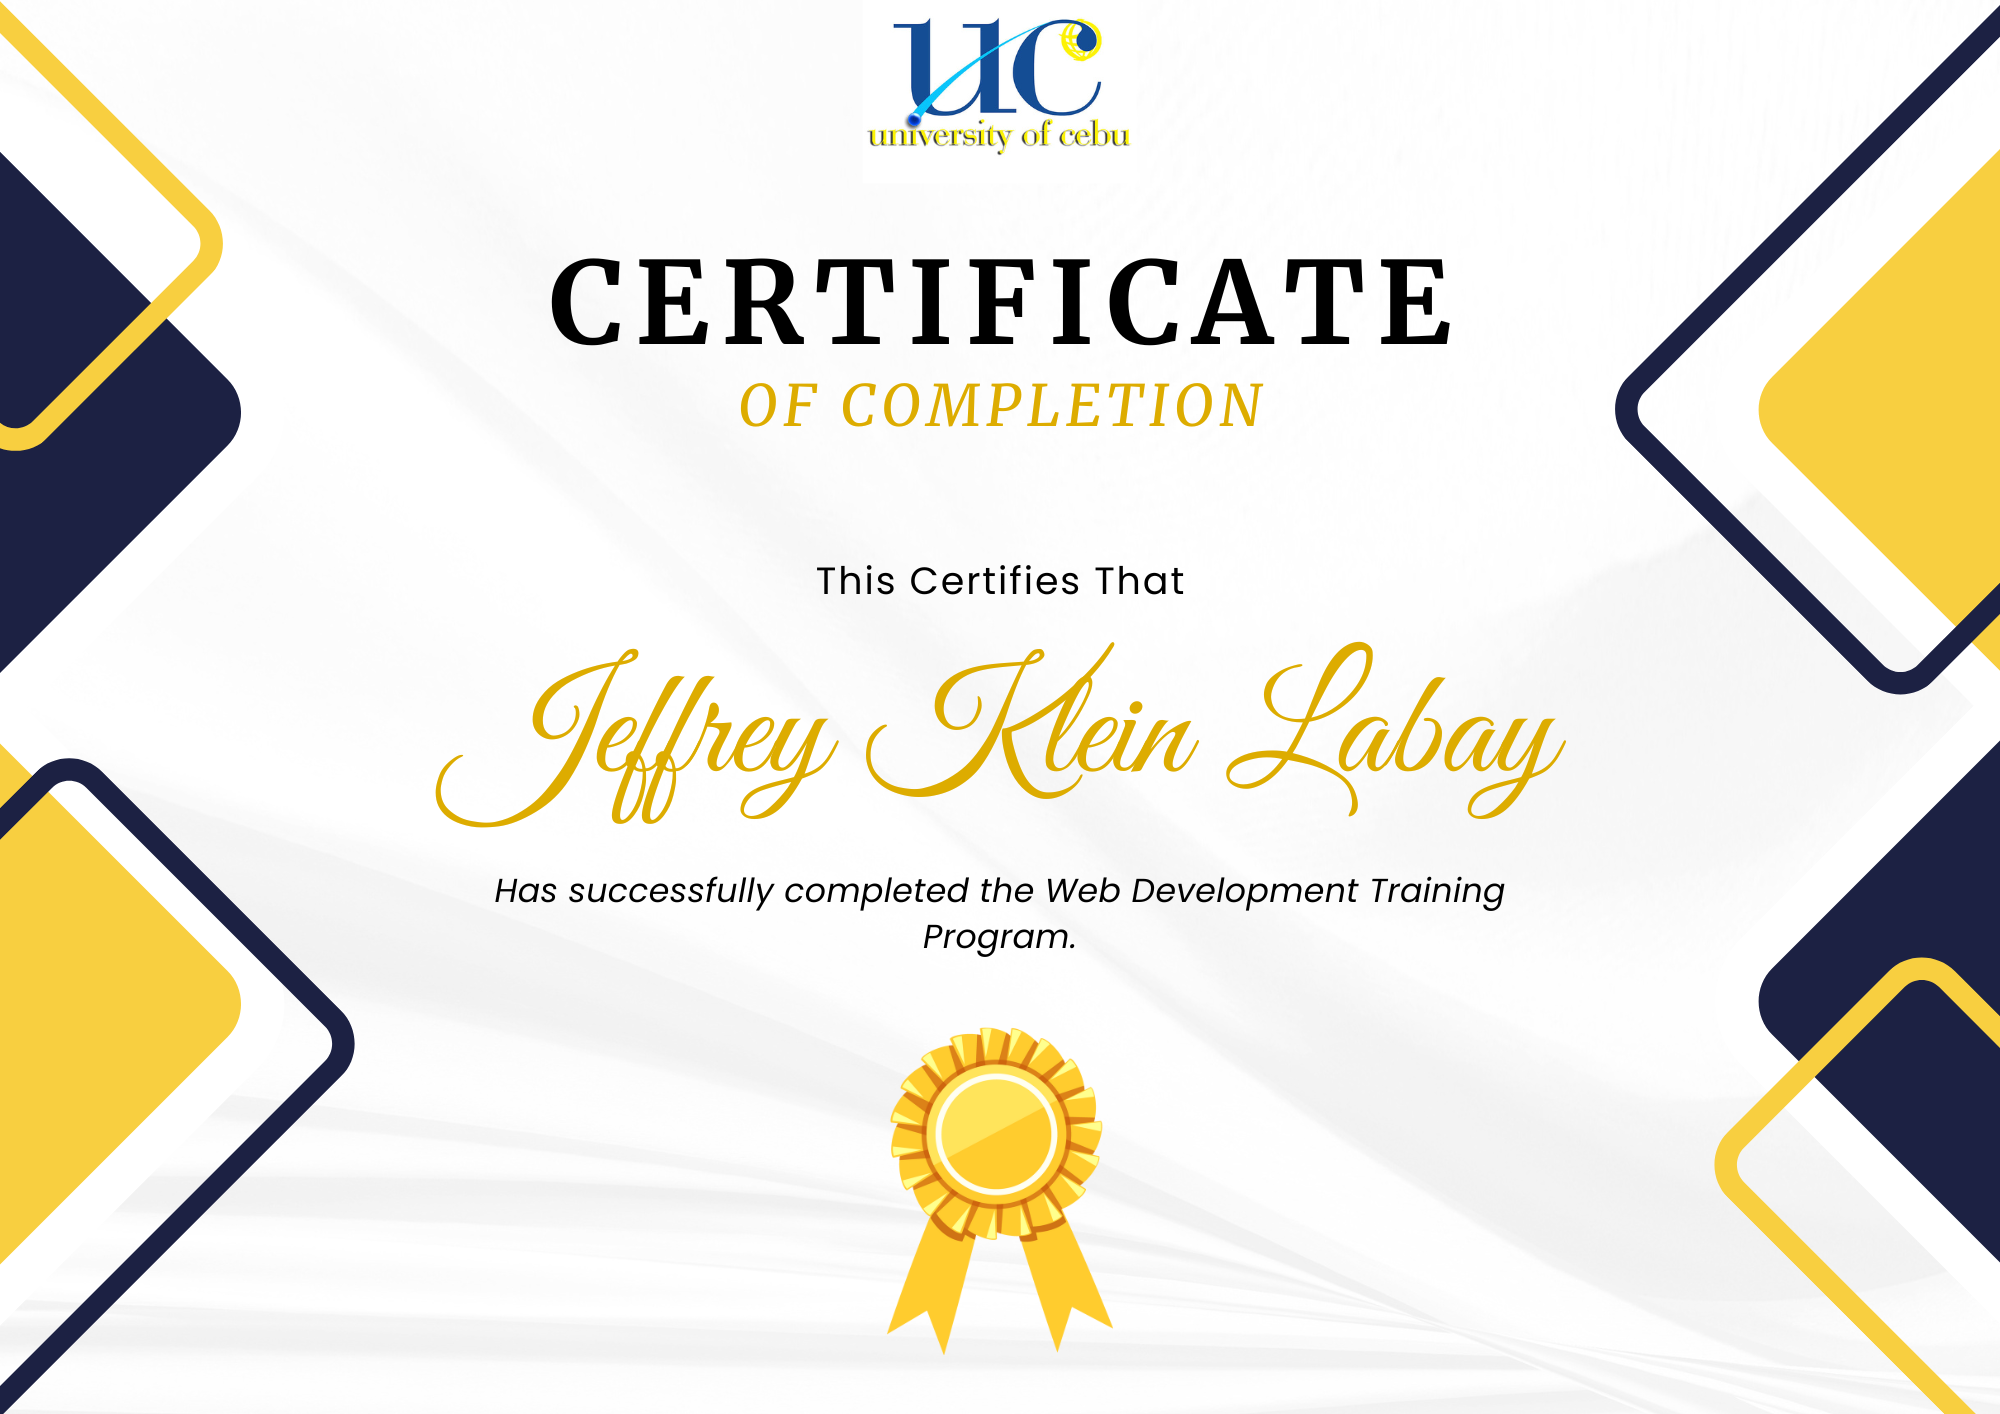 uc
university of cebu
CERTIFICATE
OF COMPLETION
This Certifies That
Jeffrey Klein Labay
Has successfully completed the Web Development Training
Program.